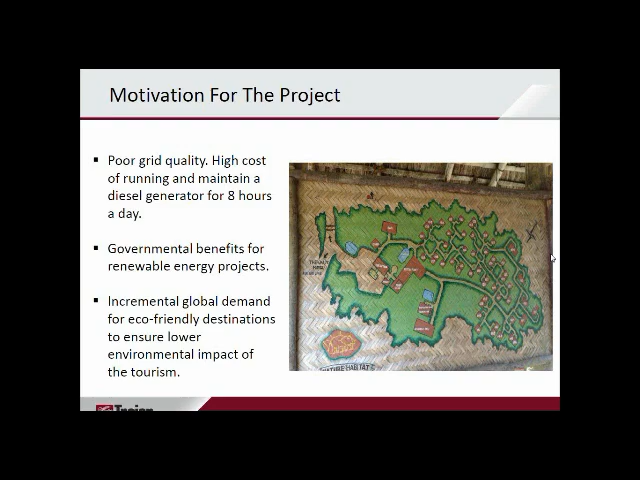 Motivation For The Project
▪ Poor grid quality. High cost
of running and maintain a
diesel generator for 8 hours
a day.
▪ Governmental benefits for
renewable energy projects.
▪ Incremental global demand
for eco-friendly destinations
to ensure lower
environmental impact of
the tourism.
NATURE HABITAT
Trojan